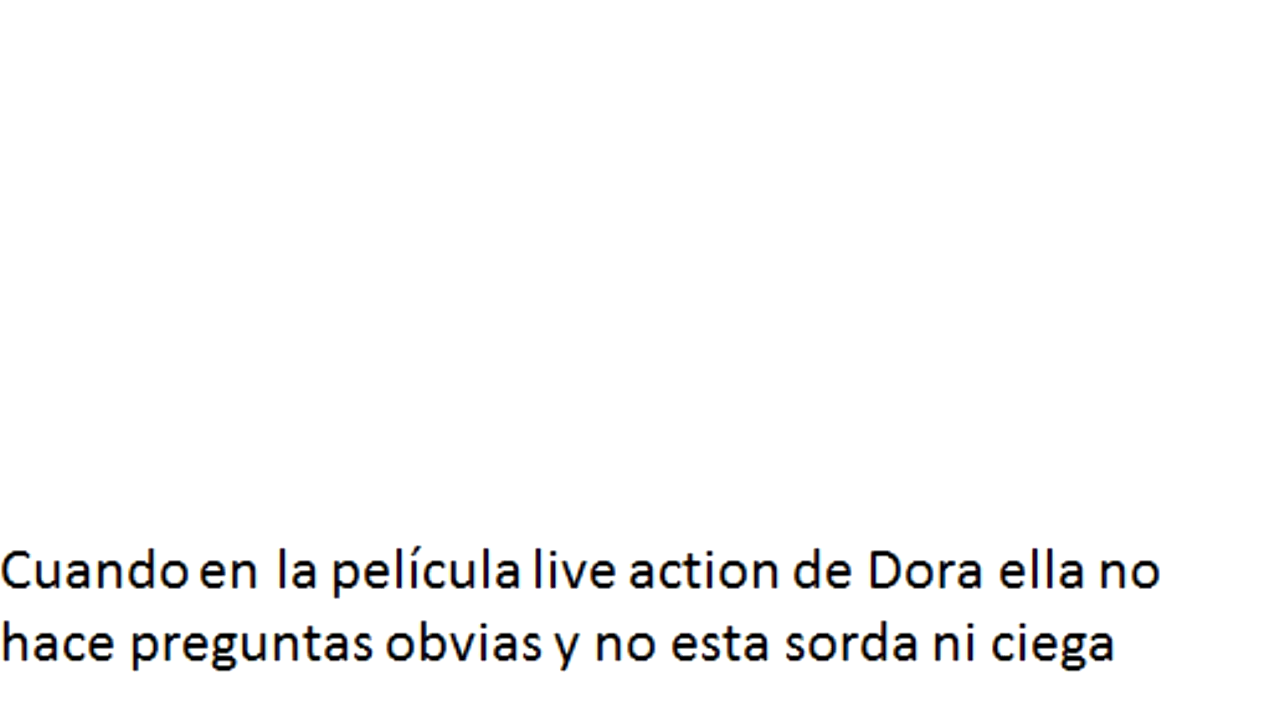 Cuando en la película live action de Dora ella no
hace preguntas obvias y no esta sorda ni ciega